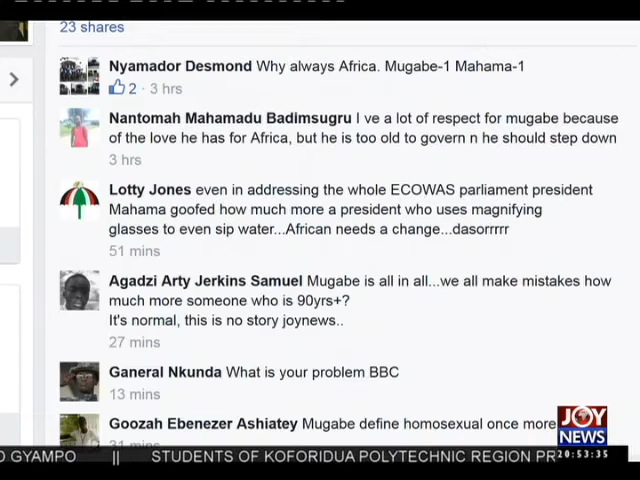 23 shares
Nyamador Desmond Why always Africa. Mugabe-1 Mahama-1
2 · 3 hrs
Nantomah Mahamadu Badimsugru I ve a lot of respect for mugabe because
of the love he has for Africa, but he is too old to govern n he should step down
3 hrs
Lotty Jones even in addressing the whole ECOWAS parliament president
Mahama goofed how much more a president who uses magnifying
glasses to even sip water...African needs a change...dasorrrrr
51 mins
Agadzi Arty Jerkins Samuel Mugabe is all in all...we all make mistakes how
much more someone who is 90yrs+?
It's normal, this is no story joynews..
27 mins
Ganeral Nkunda What is your problem BBC
13 mins
Goozah Ebenezer Ashiatey Mugabe define homosexual once more
31 mins
JOY
NEWS
20:53:35
O GYAMPO || STUDENTS OF KOFORIDUA POLYTECHNIC REGION PR